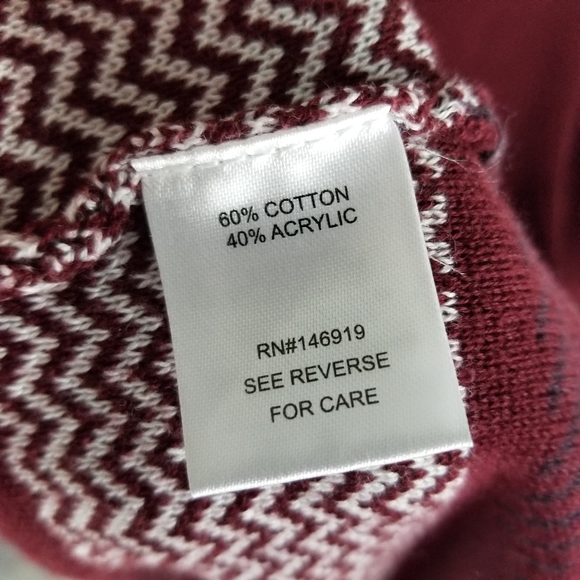 60% COTTON
40% ACRYLIC
RN#146919
SEE REVERSE
FOR CARE